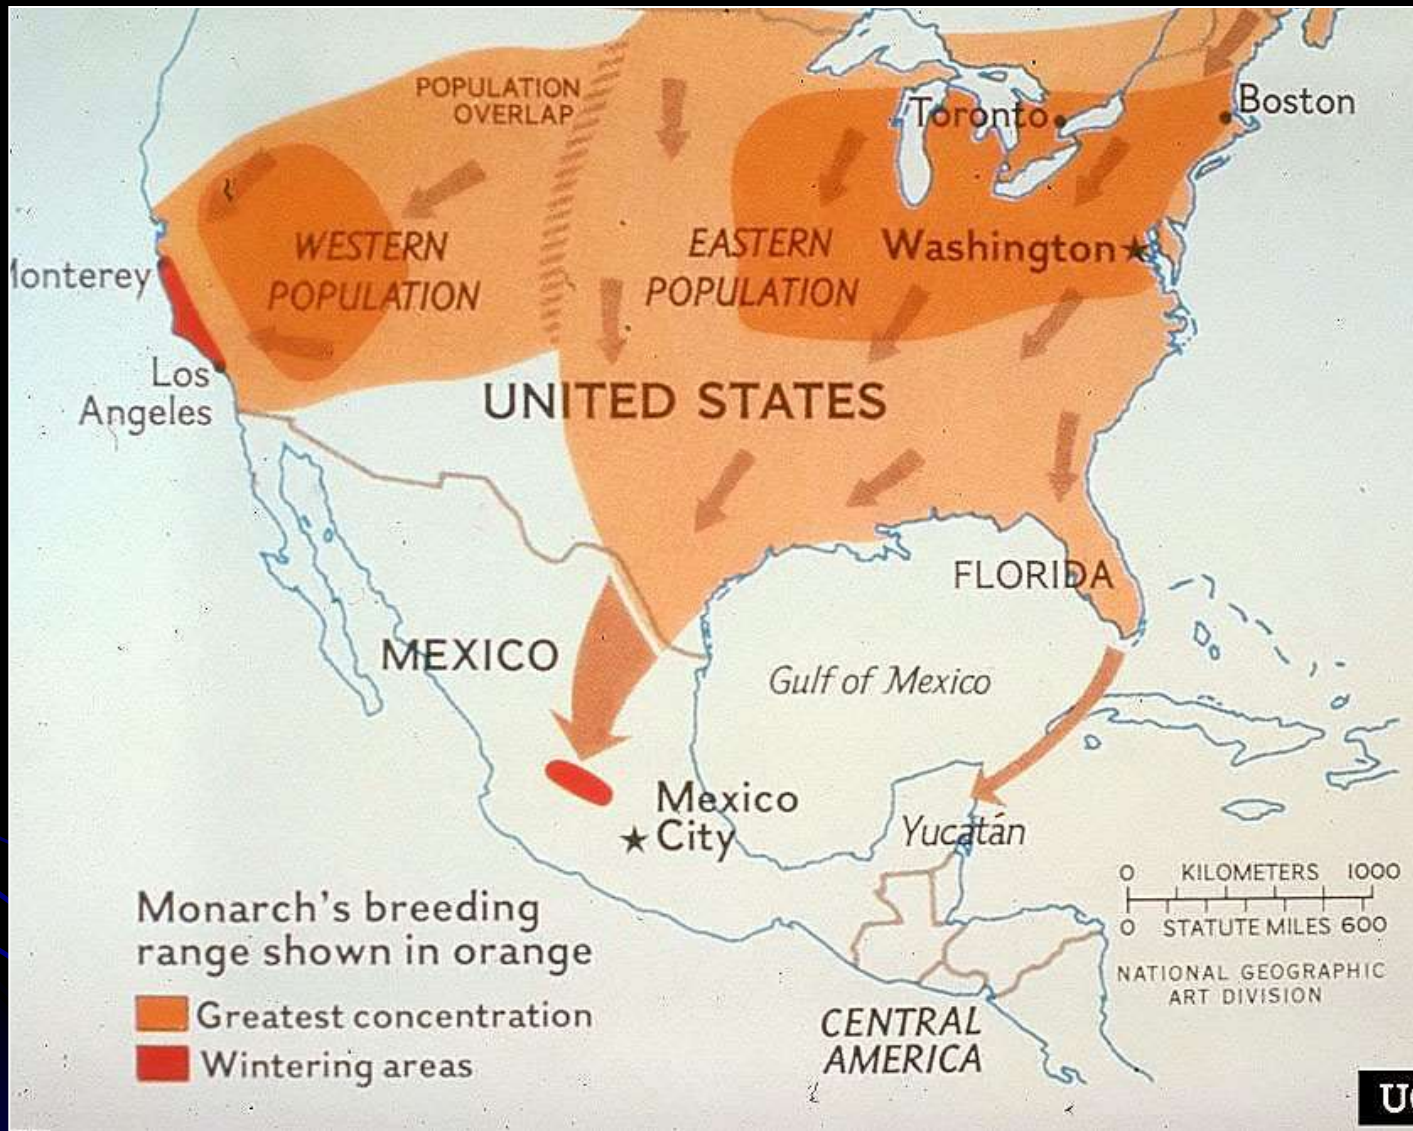 POPULATION
OVERLAP
Toronto
Boston
WESTERN
POPULATION
EASTERN
POPULATION
Washington
Monterey
Los
Angeles
UNITED STATES
FLORIDA
MEXICO
Gulf of Mexico
Mexico
City
Yucatán
0 KILOMETERS 1000
0 STATUTE MILES 600
NATIONAL GEOGRAPHIC
ART DIVISION
Monarch's breeding
range shown in orange
Greatest concentration
Wintering areas
CENTRAL
AMERICA